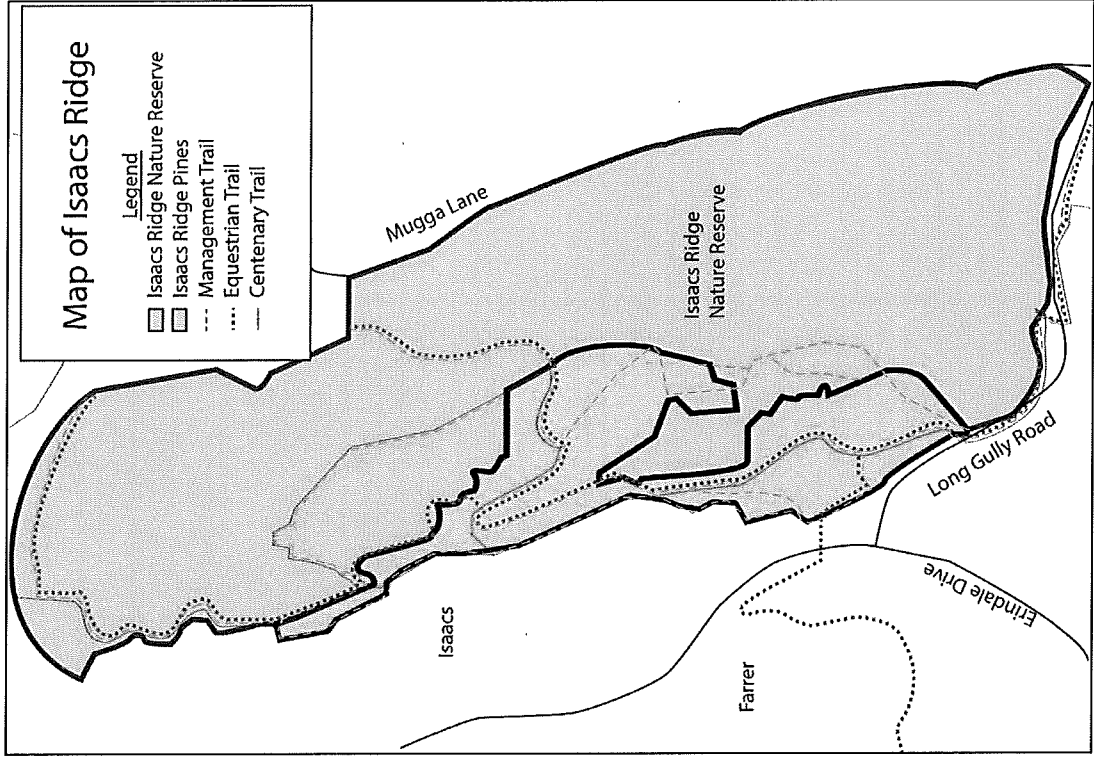 Map of Isaacs Ridge
Legend
Isaacs Ridge Nature Reserve
Isaacs Ridge Pines
Management Trail
Equestrian Trail
Centenary Trail
Mugga Lane
Isaacs Ridge
Nature Reserve
Isaacs
Long Gully Road
Erindale Drive
Farrer